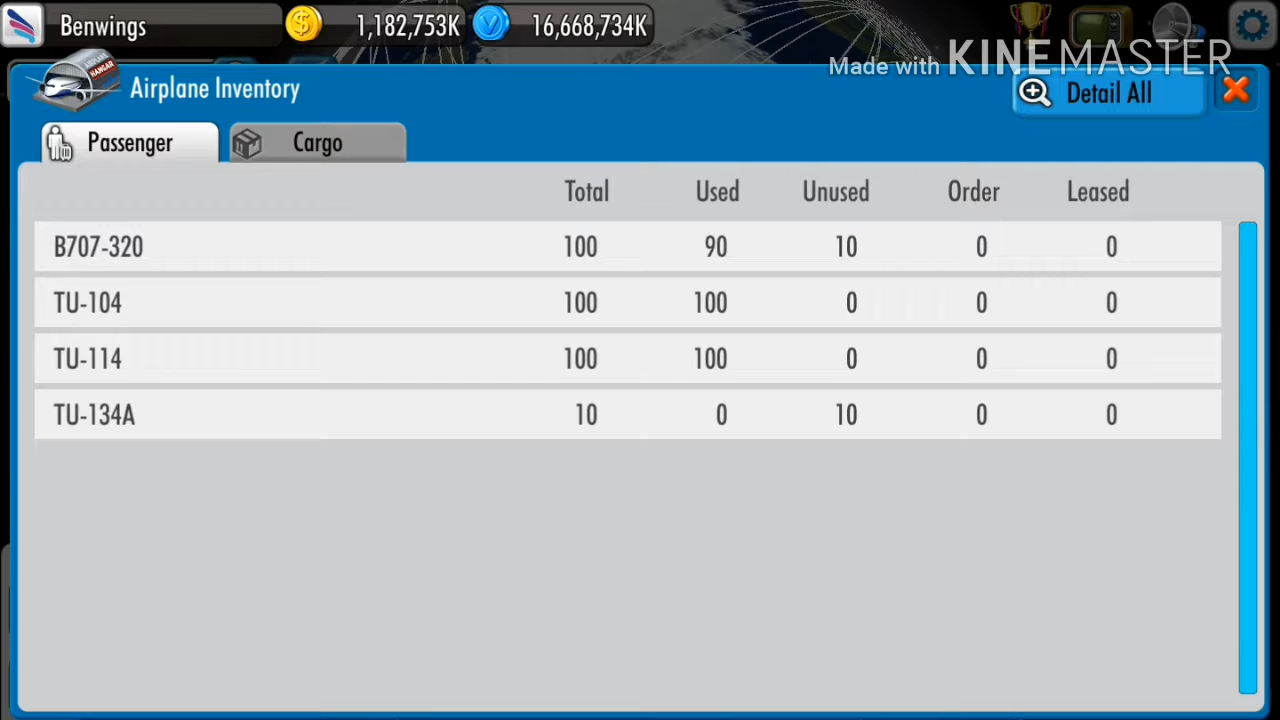 Benwings 1,182,753K V 16,668,734K
Made with KINEMASTER
AIRPLANE HANGAR
Airplane Inventory Detail All
Passenger Cargo
Total Used Unused Order Leased
B707-320 100 90 10 0 0
TU-104 100 100 0 0 0
TU-114 100 100 0 0 0
TU-134A 10 0 10 0 0